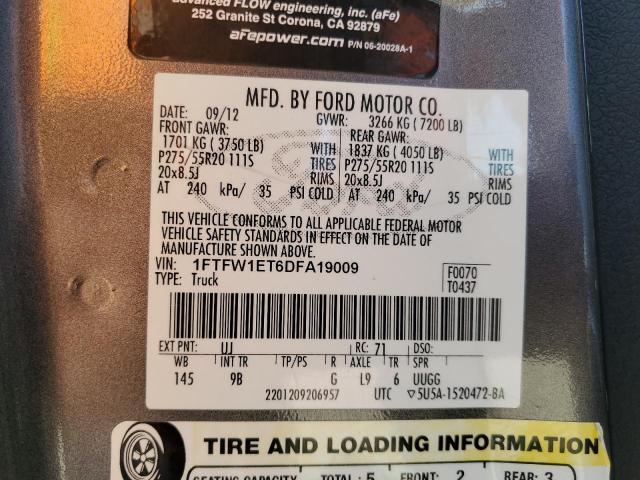 advanced FLOW engineering, inc. (aFe)
252 Granite St Corona, CA 92879
aFepower.com P/N 06-20028A-1
MFD. BY FORD MOTOR CO.
DATE: 09/12 GVWR: 3266 KG ( 7200 LB)
FRONT GAWR: REAR GAWR:
1701 KG ( 3750 LB) WITH 1837 KG ( 4050 LB) WITH
P275/55R20 111S TIRES P275/55R20 111S TIRES
20x8.5J RIMS 20x8.5J RIMS
AT 240 kPa/ 35 PSI COLD AT 240 kPa/ 35 PSI COLD
THIS VEHICLE CONFORMS TO ALL APPLICABLE FEDERAL MOTOR
VEHICLE SAFETY STANDARDS IN EFFECT ON THE DATE OF
MANUFACTURE SHOWN ABOVE.
VIN: 1FTFW1ET6DFA19009 F0070
TYPE: Truck T0437
EXT PNT: UJ RC: 71 DSO:
WB INT TR TP/PS R AXLE TR SPR
145 9B G L9 6 UUGG
2201209206957 UTC ▽5U5A-1520472-BA
TIRE AND LOADING INFORMATION
SEATING CAPACITY TOTAL: 5 FRONT: 2 REAR: 3